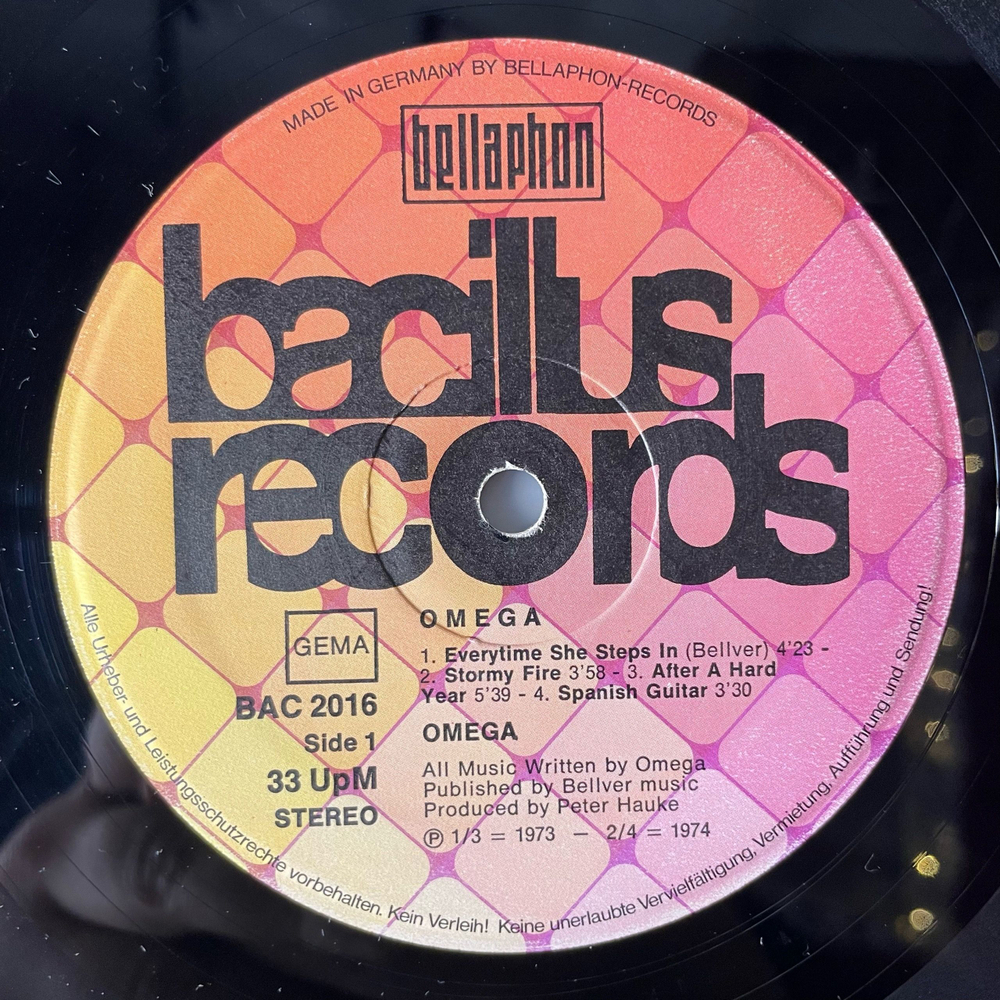 MADE IN GERMANY BY BELLAPHON-RECORDS
bellaphon
bacillus
records
GEMA
BAC 2016
Side 1
33 UpM
STEREO
OMEGA
1. Everytime She Steps In (Bellver) 4'23 -
2. Stormy Fire 3'58 - 3. After A Hard
Year 5'39 - 4. Spanish Guitar 3'30
OMEGA
All Music Written by Omega
Published by Bellver music
Produced by Peter Hauke
Ⓟ 1/3 = 1973 — 2/4 = 1974
Alle Urheber- und Leistungsschutzrechte vorbehalten. Kein Verleih! Keine unerlaubte Vervielfältigung, Vermietung, Aufführung und Sendung!